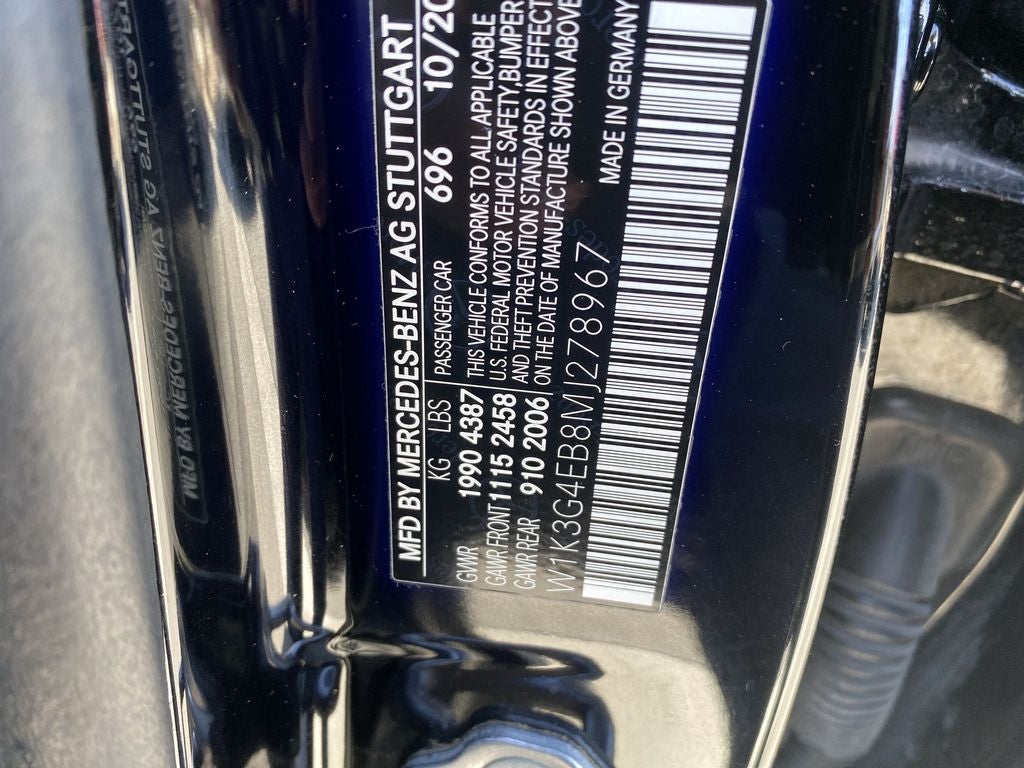 MFD BY MERCEDES-BENZ AG STUTTGART
KG LBS PASSENGER CAR 696 10/20
GVWR 1990 4387
GAWR FRONT 1115 2458
GAWR REAR 910 2006
THIS VEHICLE CONFORMS TO ALL APPLICABLE
U.S. FEDERAL MOTOR VEHICLE SAFETY, BUMPER
AND THEFT PREVENTION STANDARDS IN EFFECT
ON THE DATE OF MANUFACTURE SHOWN ABOVE
W1K3G4EB8MJ278967
MADE IN GERMANY